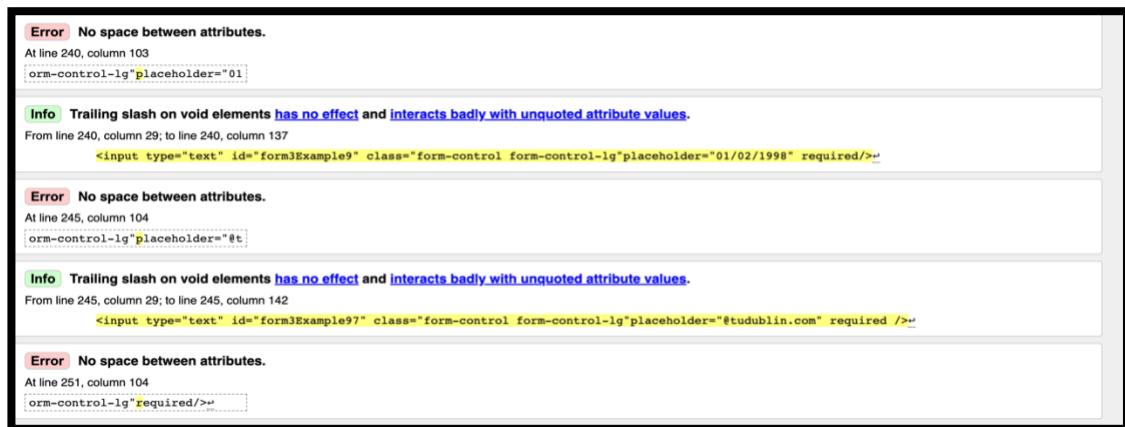 Error No space between attributes.
At line 240, column 103
orm-control-lg"placeholder="01
Info Trailing slash on void elements has no effect and interacts badly with unquoted attribute values.
From line 240, column 29; to line 240, column 137
<input type="text" id="form3Example9" class="form-control form-control-lg"placeholder="01/02/1998" required/>↩
Error No space between attributes.
At line 245, column 104
orm-control-lg"placeholder="@t
Info Trailing slash on void elements has no effect and interacts badly with unquoted attribute values.
From line 245, column 29; to line 245, column 142
<input type="text" id="form3Example97" class="form-control form-control-lg"placeholder="@tudublin.com" required />↩
Error No space between attributes.
At line 251, column 104
orm-control-lg"required/>↩